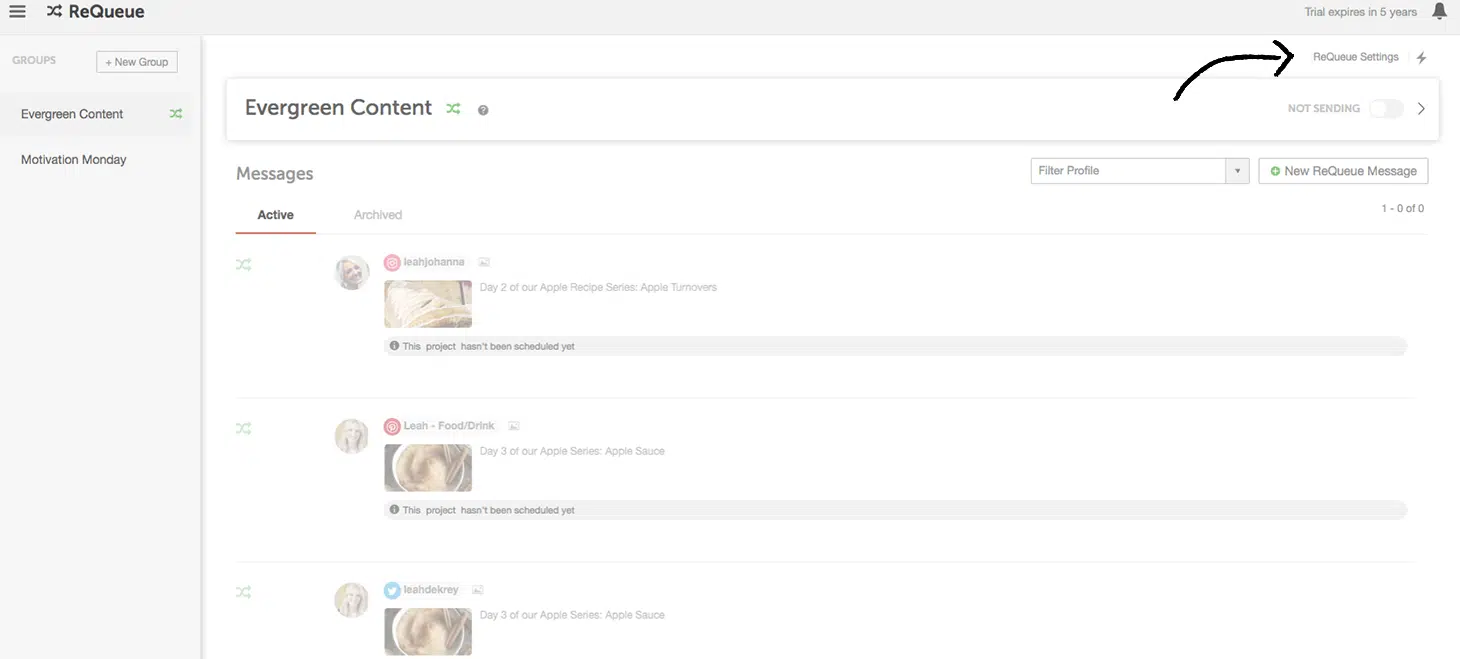 ReQueue
Trial expires in 5 years
GROUPS
+ New Group
ReQueue Settings
Evergreen Content
Motivation Monday
Evergreen Content
?
NOT SENDING
Messages
Filter Profile
New ReQueue Message
Active
Archived
1 - 0 of 0
leahjohanna
Day 2 of our Apple Recipe Series: Apple Turnovers
This project hasn't been scheduled yet
Leah - Food/Drink
Day 3 of our Apple Series: Apple Sauce
This project hasn't been scheduled yet
leahdekrey
Day 3 of our Apple Series: Apple Sauce